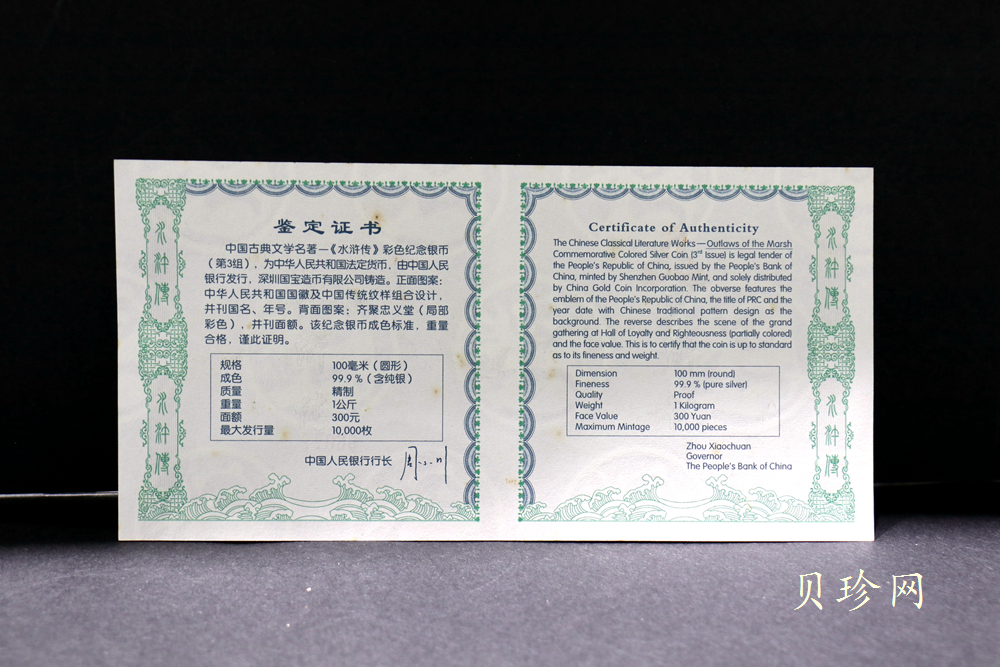 鉴定证书
中国古典文学名著—《水浒传》彩色纪念银币
（第3组），为中华人民共和国法定货币，由中国人民
银行发行，深圳国宝造币有限公司铸造。正面图案：
中华人民共和国国徽及中国传统纹样组合设计，
并刊国名、年号。背面图案：齐聚忠义堂（局部
彩色），并刊面额。该纪念银币成色标准，重量
合格，谨此证明。
规格 100毫米（圆形）
成色 99.9％（含纯银）
质量 精制
重量 1公斤
面额 300元
最大发行量 10,000枚
中国人民银行行长 周小川
水浒傳
水浒傳
Certificate of Authenticity
The Chinese Classical Literature Works—Outlaws of the Marsh
Commemorative Colored Silver Coin (3rd Issue) is legal tender of
the People's Republic of China, issued by the People's Bank of
China, minted by Shenzhen Guobao Mint, and solely distributed
by China Gold Coin Incorporation. The obverse features the
emblem of the People's Republic of China, the title of PRC and the
year date with Chinese traditional pattern design as the
background. The reverse describes the scene of the grand
gathering at Hall of Loyalty and Righteousness (partially colored)
and the face value. This is to certify that the coin is up to standard
as to its fineness and weight.
Dimension 100 mm (round)
Fineness 99.9 % (pure silver)
Quality Proof
Weight 1 Kilogram
Face Value 300 Yuan
Maximum Mintage 10,000 pieces
Zhou Xiaochuan
Governor
The People's Bank of China
水浒傳
水浒傳
贝珍网